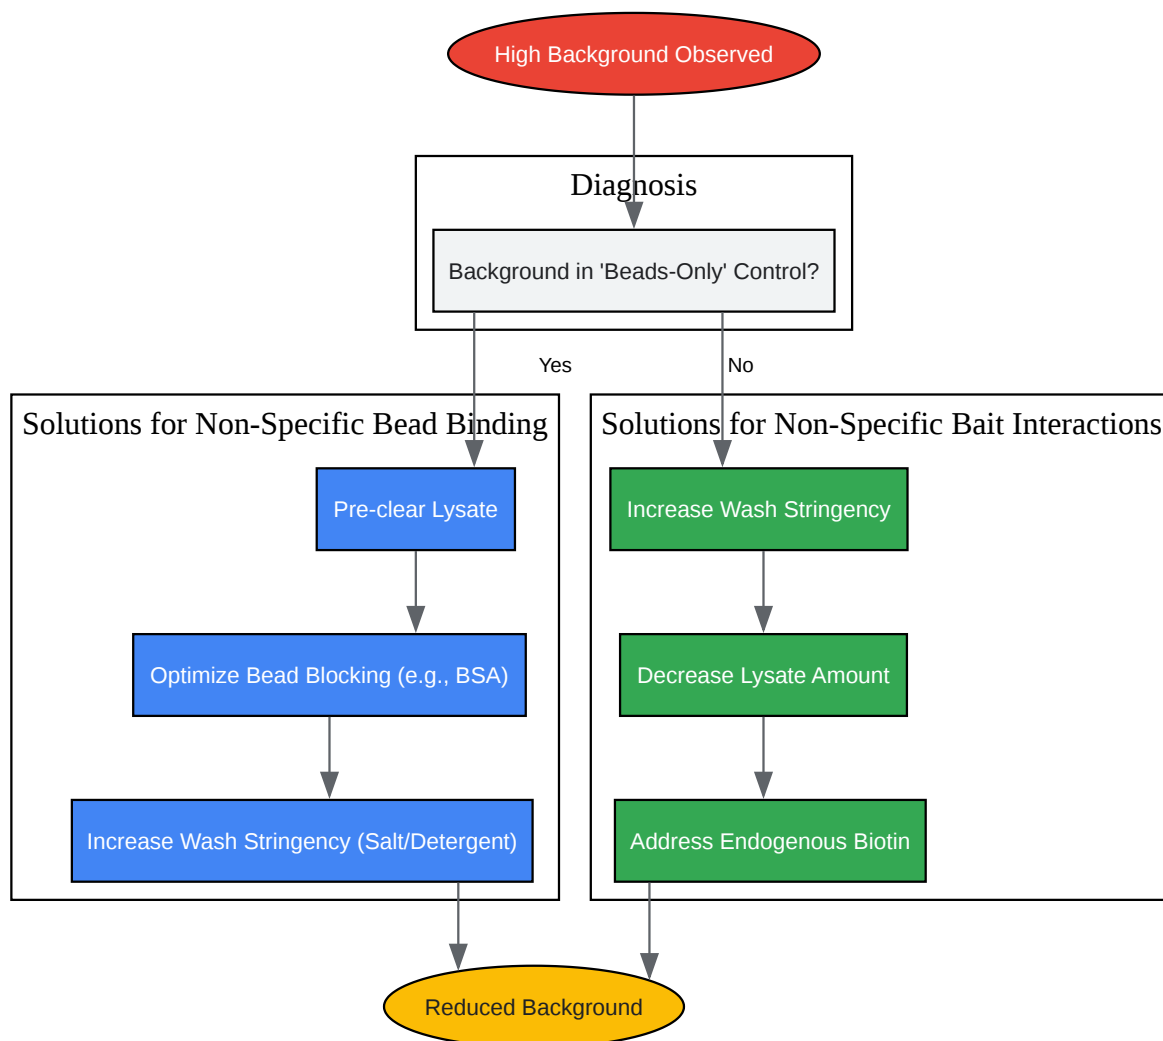 High Background Observed
Diagnosis
Background in 'Beads-Only' Control?
Yes
No
Solutions for Non-Specific Bead Binding
Pre-clear Lysate
Optimize Bead Blocking (e.g., BSA)
Increase Wash Stringency (Salt/Detergent)
Solutions for Non-Specific Bait Interactions
Increase Wash Stringency
Decrease Lysate Amount
Address Endogenous Biotin
Reduced Background